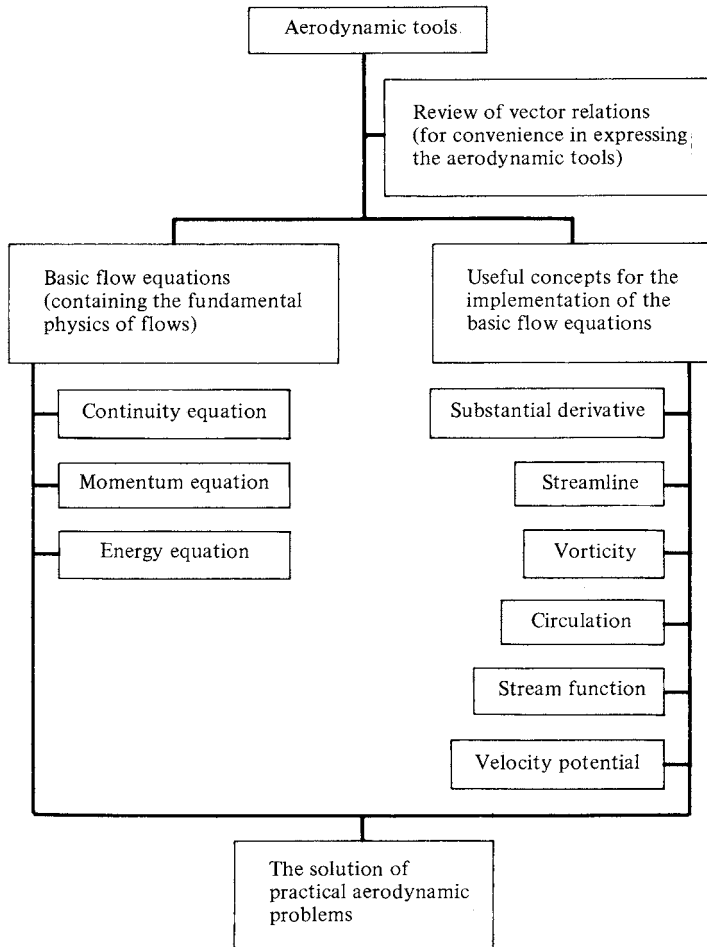 Aerodynamic tools
Review of vector relations
(for convenience in expressing
the aerodynamic tools)
Basic flow equations
(containing the fundamental
physics of flows)
Useful concepts for the
implementation of the
basic flow equations
Continuity equation
Momentum equation
Energy equation
Substantial derivative
Streamline
Vorticity
Circulation
Stream function
Velocity potential
The solution of
practical aerodynamic
problems